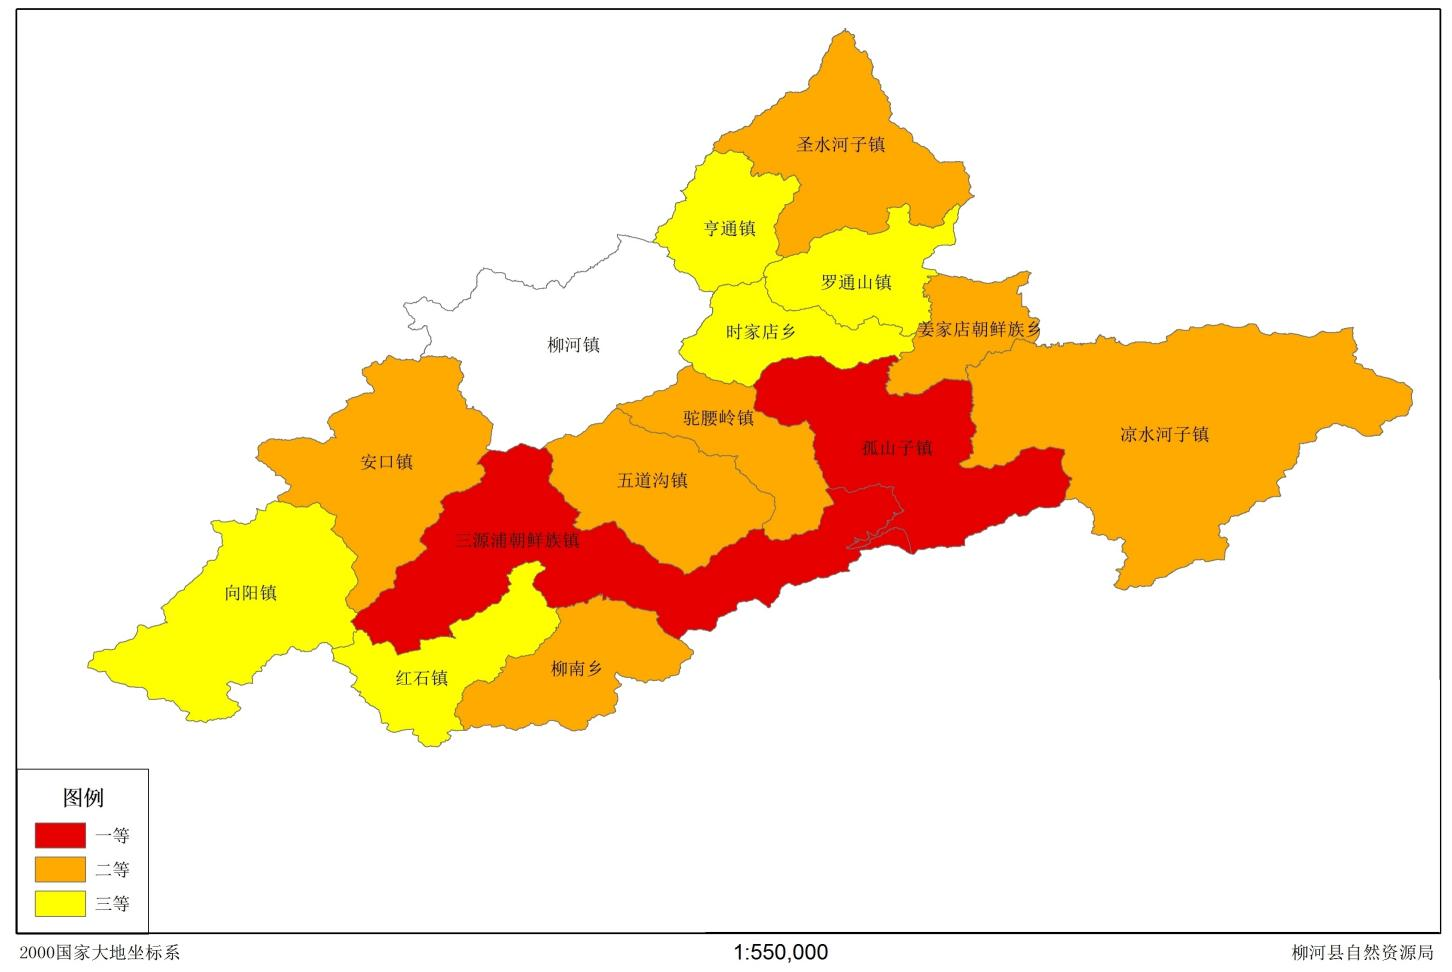 圣水河子镇
亨通镇
罗通山镇
时家店乡
姜家店朝鲜族乡
柳河镇
驼腰岭镇
凉水河子镇
孤山子镇
安口镇
五道沟镇
三源浦朝鲜族镇
向阳镇
柳南乡
红石镇
图例
一等
二等
三等
2000国家大地坐标系
1:550,000
柳河县自然资源局